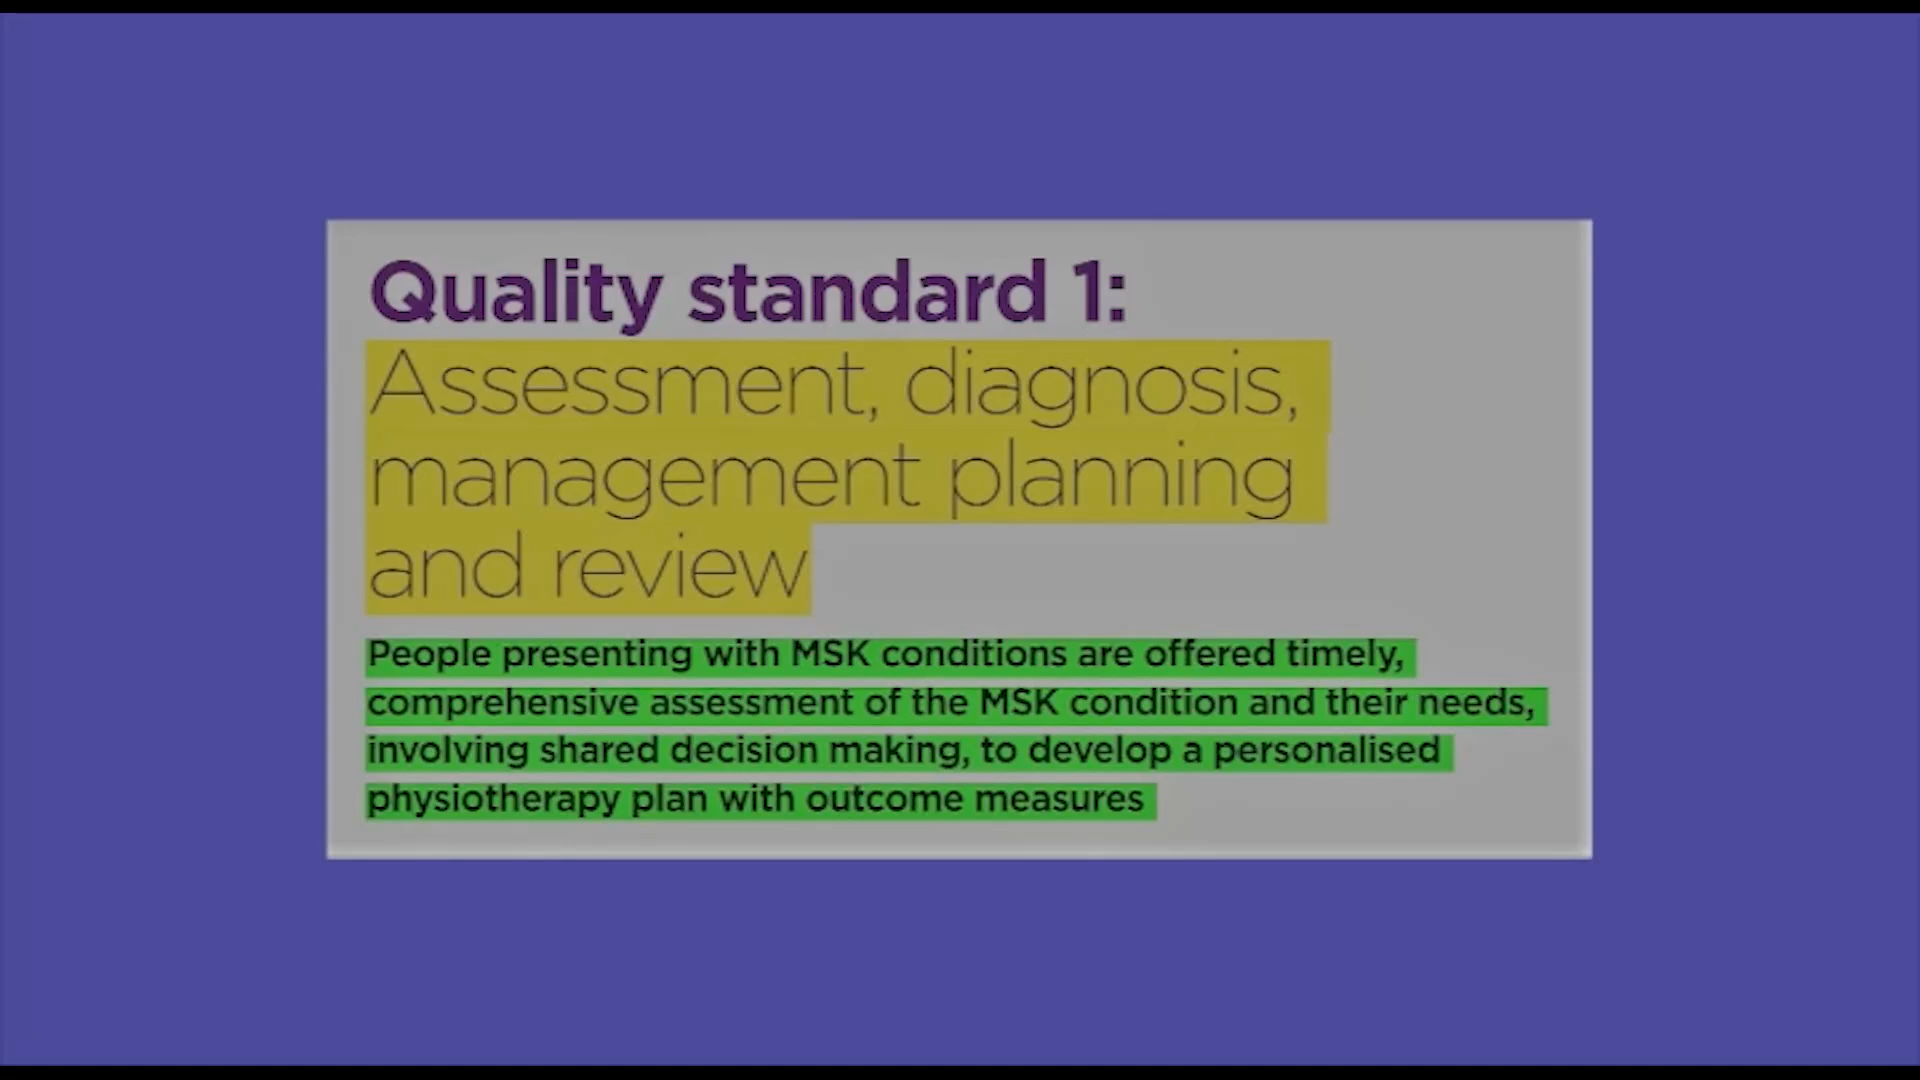 Quality standard 1:
Assessment, diagnosis,
management planning
and review
People presenting with MSK conditions are offered timely,
comprehensive assessment of the MSK condition and their needs,
involving shared decision making, to develop a personalised
physiotherapy plan with outcome measures